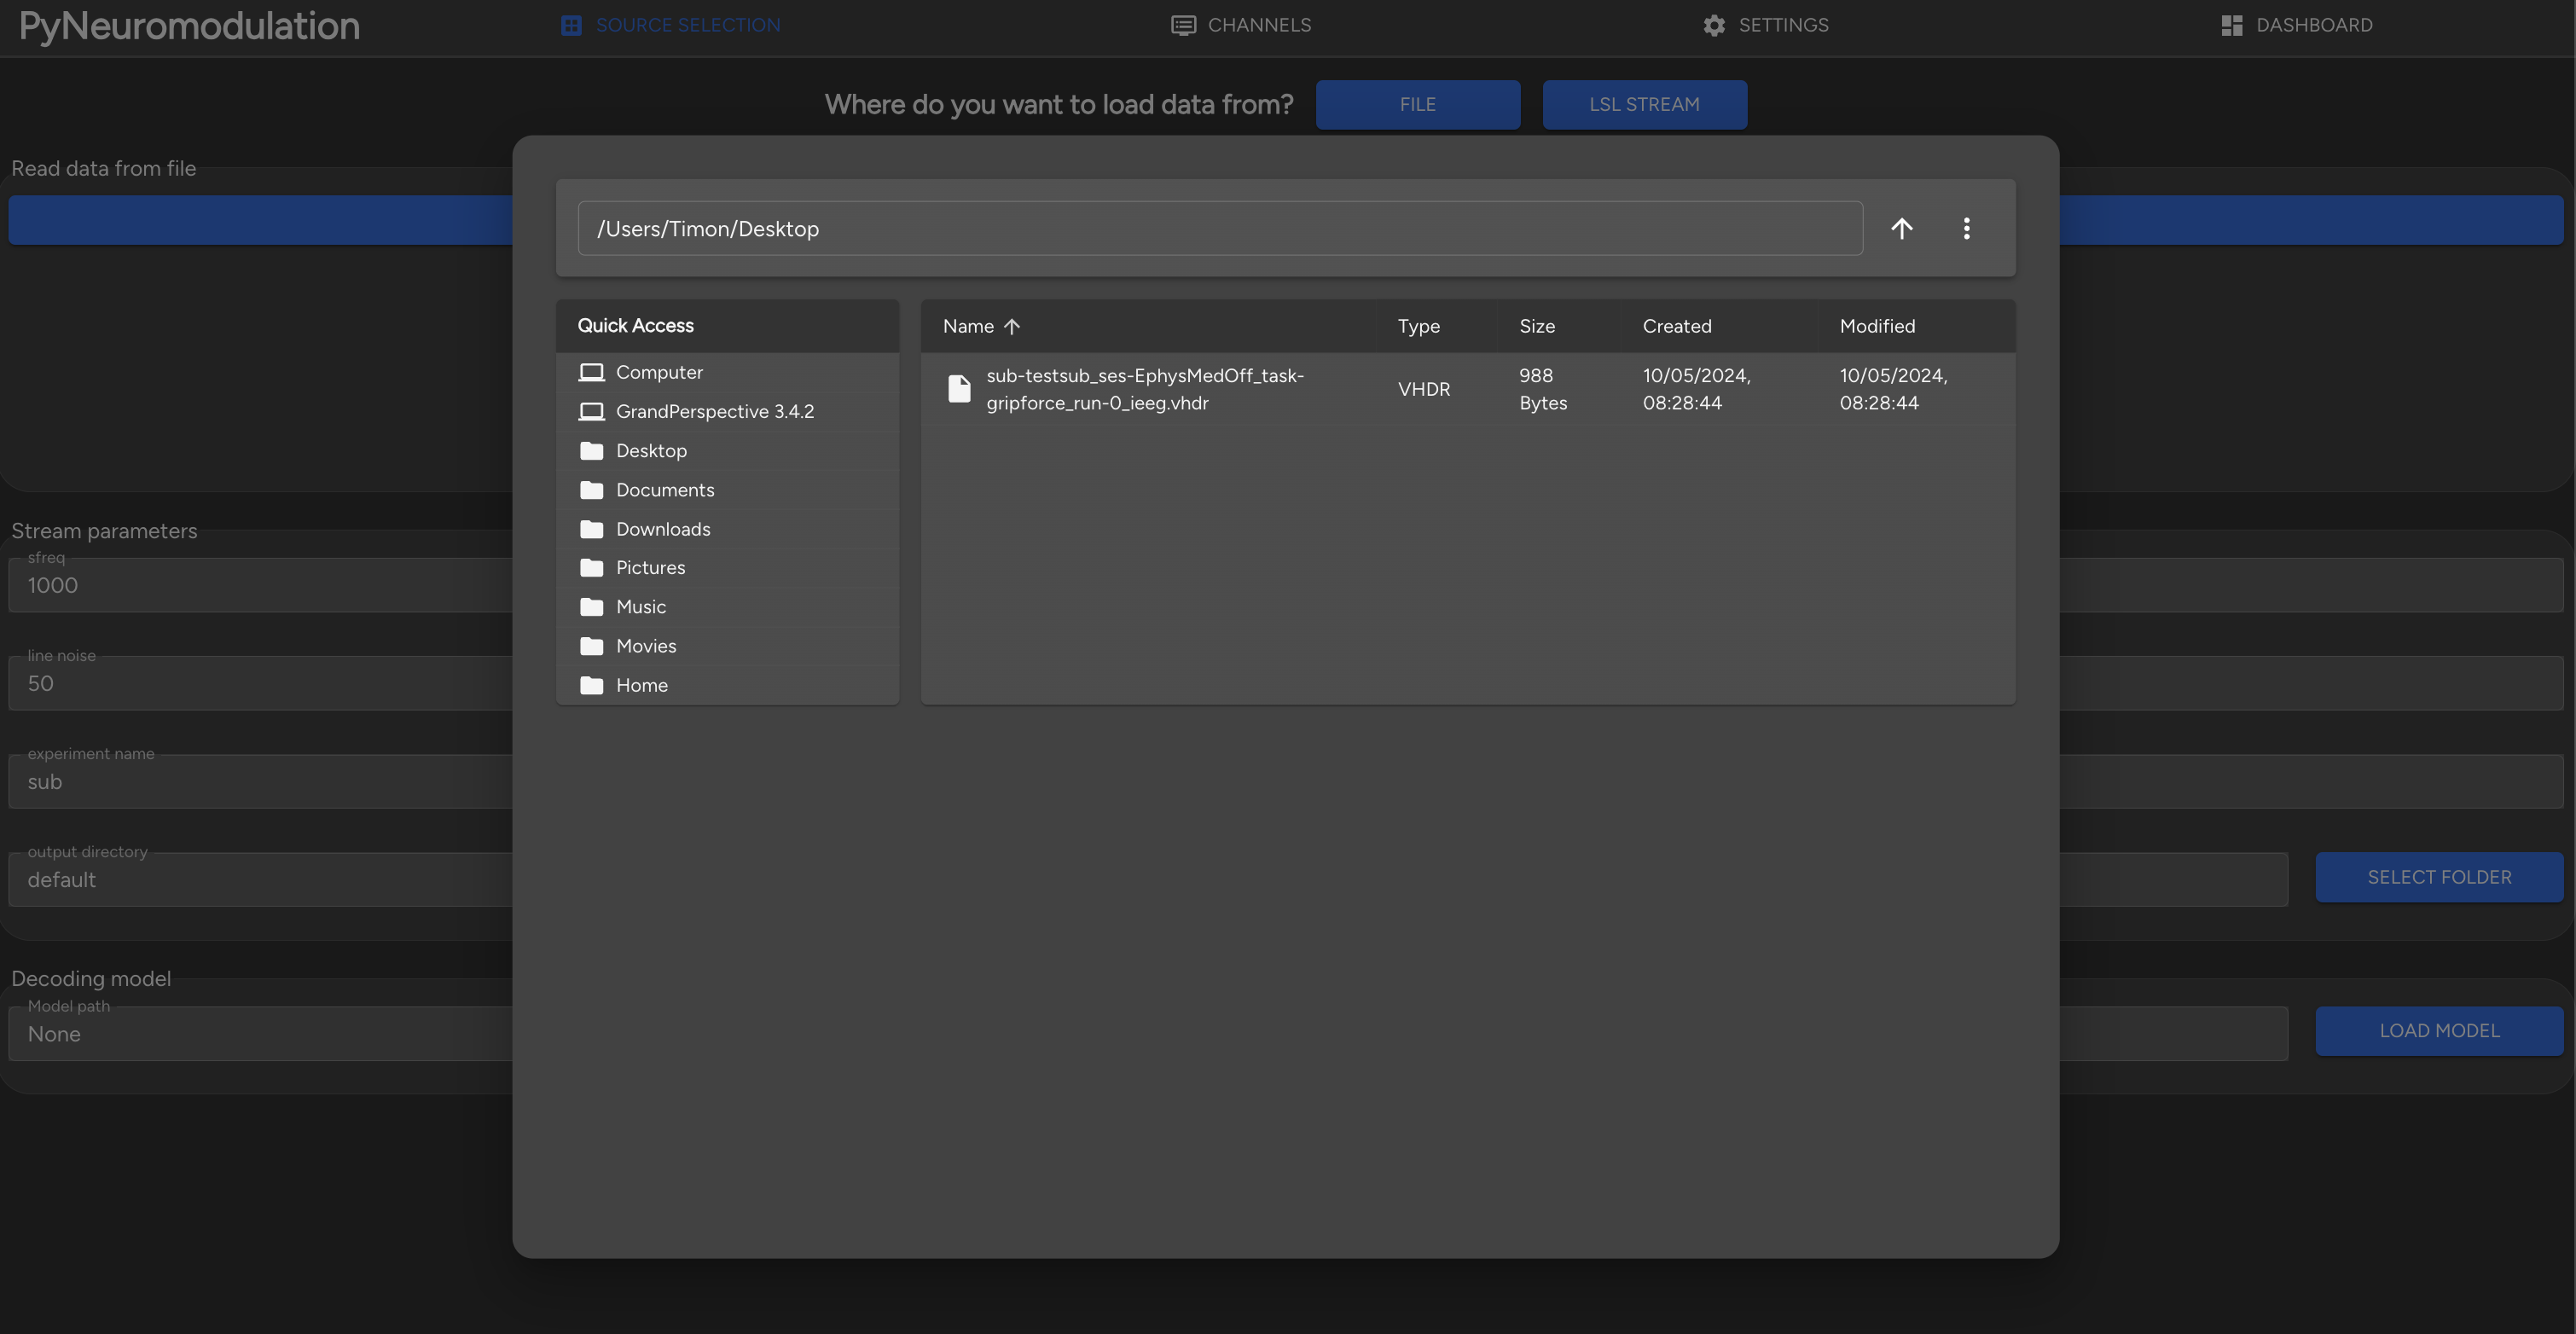 PyNeuromodulation
SOURCE SELECTION
CHANNELS
SETTINGS
DASHBOARD
Where do you want to load data from?
FILE
LSL STREAM
Read data from file
/Users/Timon/Desktop
Quick Access
Computer
GrandPerspective 3.4.2
Desktop
Documents
Downloads
Pictures
Music
Movies
Home
Name Type Size Created Modified
sub-testsub_ses-EphysMedOff_task-
gripforce_run-0_ieeg.vhdr
VHDR
988
Bytes
10/05/2024,
08:28:44
10/05/2024,
08:28:44
Stream parameters
sfreq
1000
line noise
50
experiment name
sub
output directory
default
SELECT FOLDER
Decoding model
Model path
None
LOAD MODEL